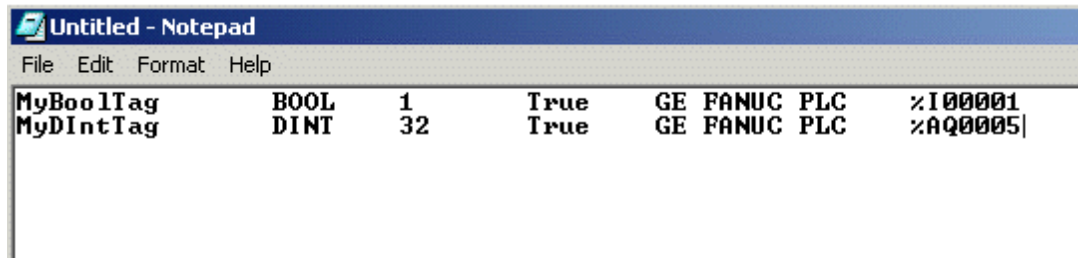 Untitled - Notepad
File Edit Format Help
MyBoolTag BOOL 1 True GE FANUC PLC %I00001
MyDIntTag DINT 32 True GE FANUC PLC %AQ0005